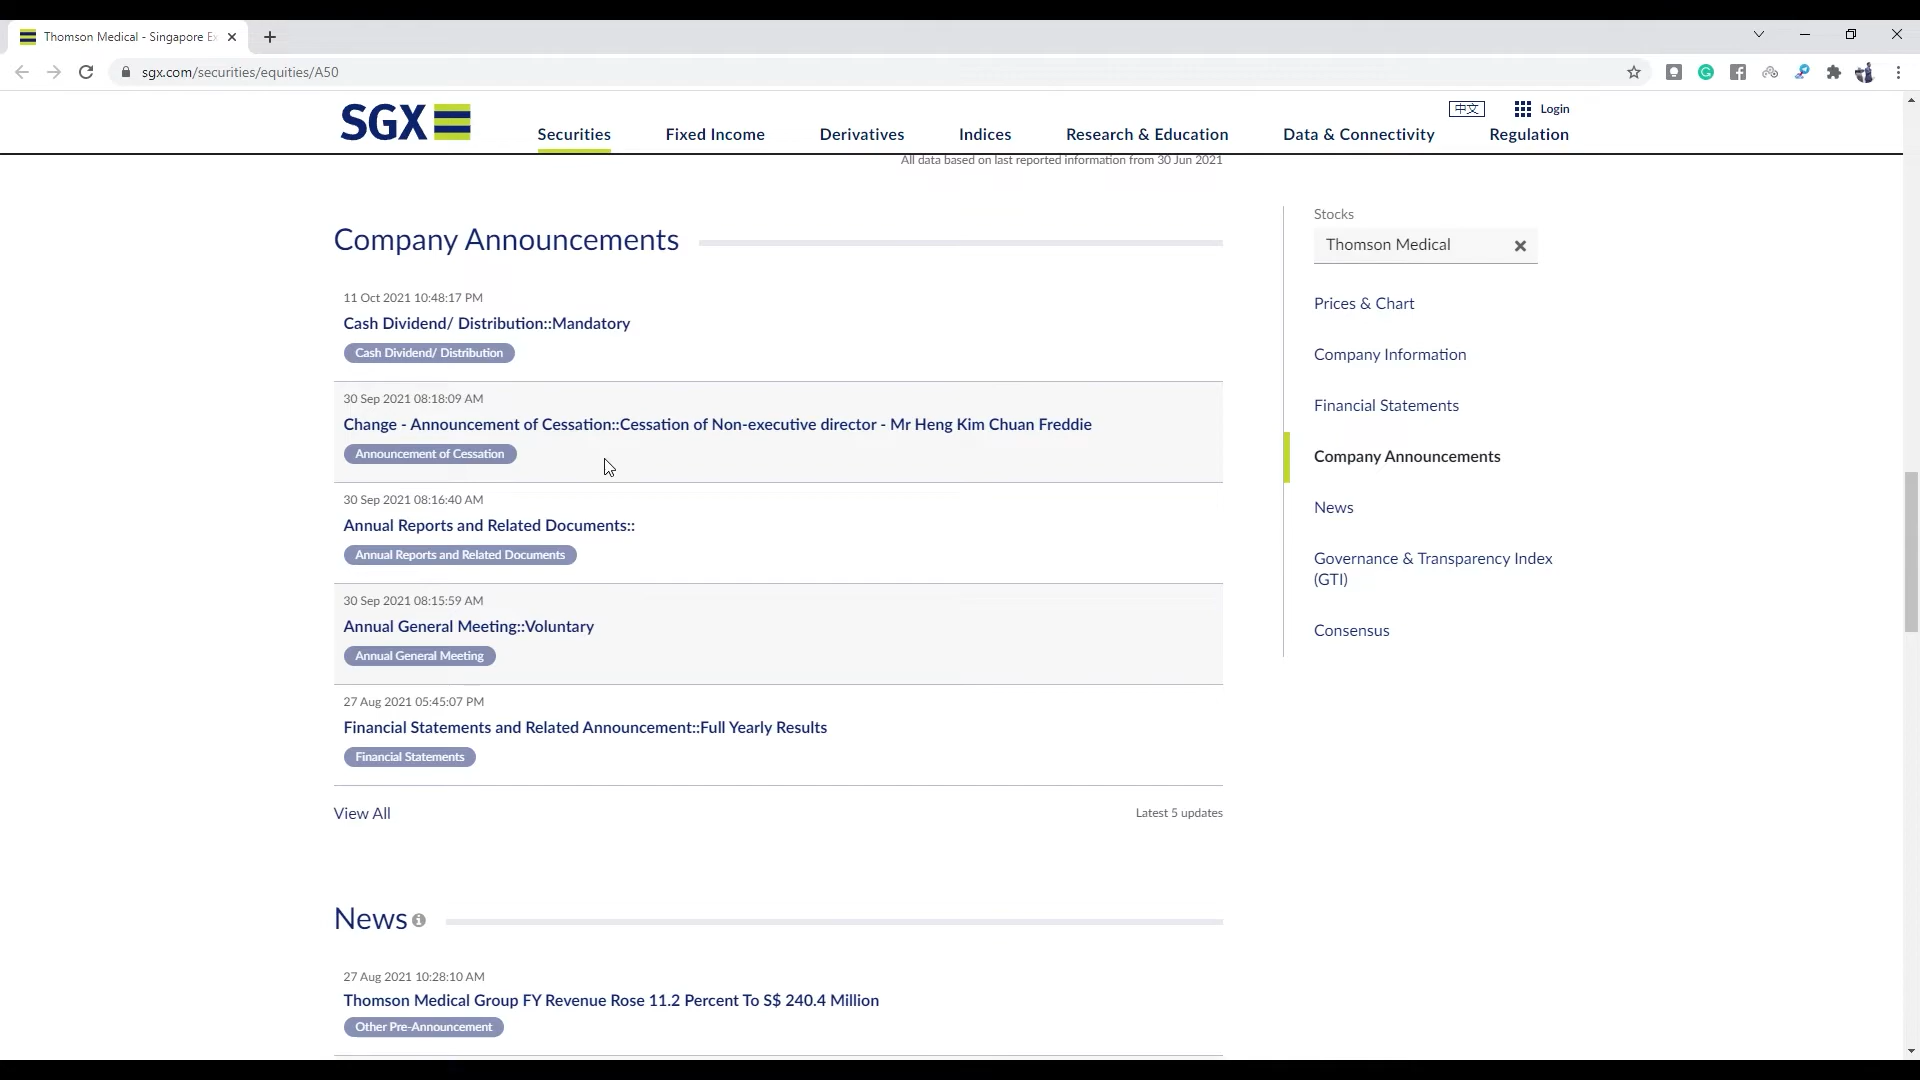 Thomson Medical - Singapore Ex
sgx.com/securities/equities/A50
SGX
中文
Login
Securities
Fixed Income
Derivatives
Indices
Research & Education
Data & Connectivity
Regulation
All data based on last reported information from 30 Jun 2021
Company Announcements
11 Oct 2021 10:48:17 PM
Cash Dividend/ Distribution::Mandatory
Cash Dividend/ Distribution
30 Sep 2021 08:18:09 AM
Change - Announcement of Cessation::Cessation of Non-executive director - Mr Heng Kim Chuan Freddie
Announcement of Cessation
30 Sep 2021 08:16:40 AM
Annual Reports and Related Documents::
Annual Reports and Related Documents
30 Sep 2021 08:15:59 AM
Annual General Meeting::Voluntary
Annual General Meeting
27 Aug 2021 05:45:07 PM
Financial Statements and Related Announcement::Full Yearly Results
Financial Statements
View All
Latest 5 updates
News
27 Aug 2021 10:28:10 AM
Thomson Medical Group FY Revenue Rose 11.2 Percent To S$ 240.4 Million
Other Pre-Announcement
Stocks
Thomson Medical
Prices & Chart
Company Information
Financial Statements
Company Announcements
News
Governance & Transparency Index
(GTI)
Consensus